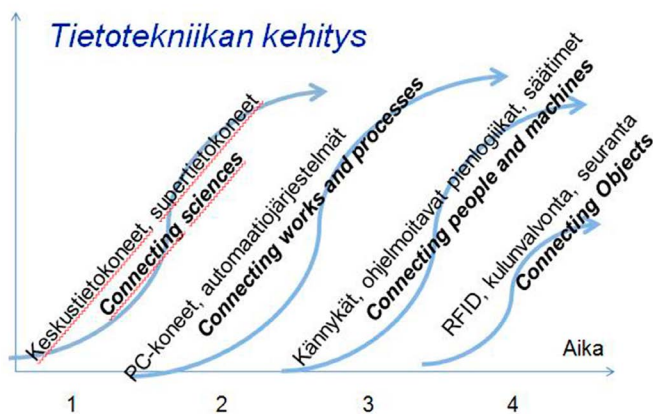 Tietotekniikan kehitys
Keskustietokoneet, supertietokoneet
Connecting sciences
PC-koneet, automaatiojärjestelmät
Connecting works and processes
Kännykät, ohjelmoitavat pienlogiikat, säätimet
Connecting people and machines
RFID, kulunvalvonta, seuranta
Connecting Objects
Aika
1 2 3 4